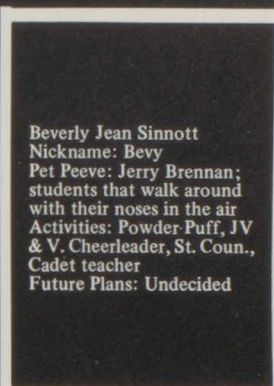 Beverly Jean Sinnott
Nickname: Bevy
Pet Peeve: Jerry Brennan;
students that walk around
with their noses in the air
Activities: Powder Puff, JV
& V. Cheerleader, St. Coun.,
Cadet teacher
Future Plans: Undecided